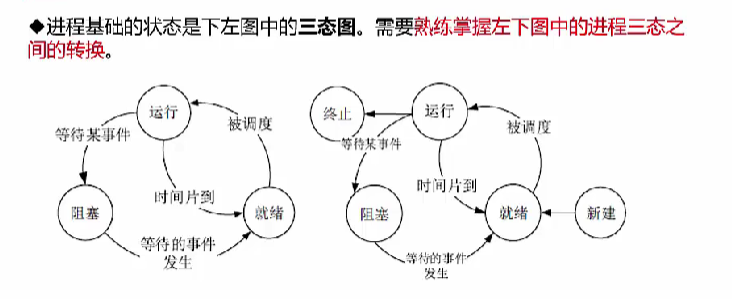 ◆进程基础的状态是下左图中的三态图。需要熟练掌握左下图中的进程三态之
间的转换。
运行
等待某事件
被调度
时间片到
阻塞
就绪
等待的事件
发生
终止
运行
等待某事件
被调度
时间片到
阻塞
就绪
新建
等待的事件
发生